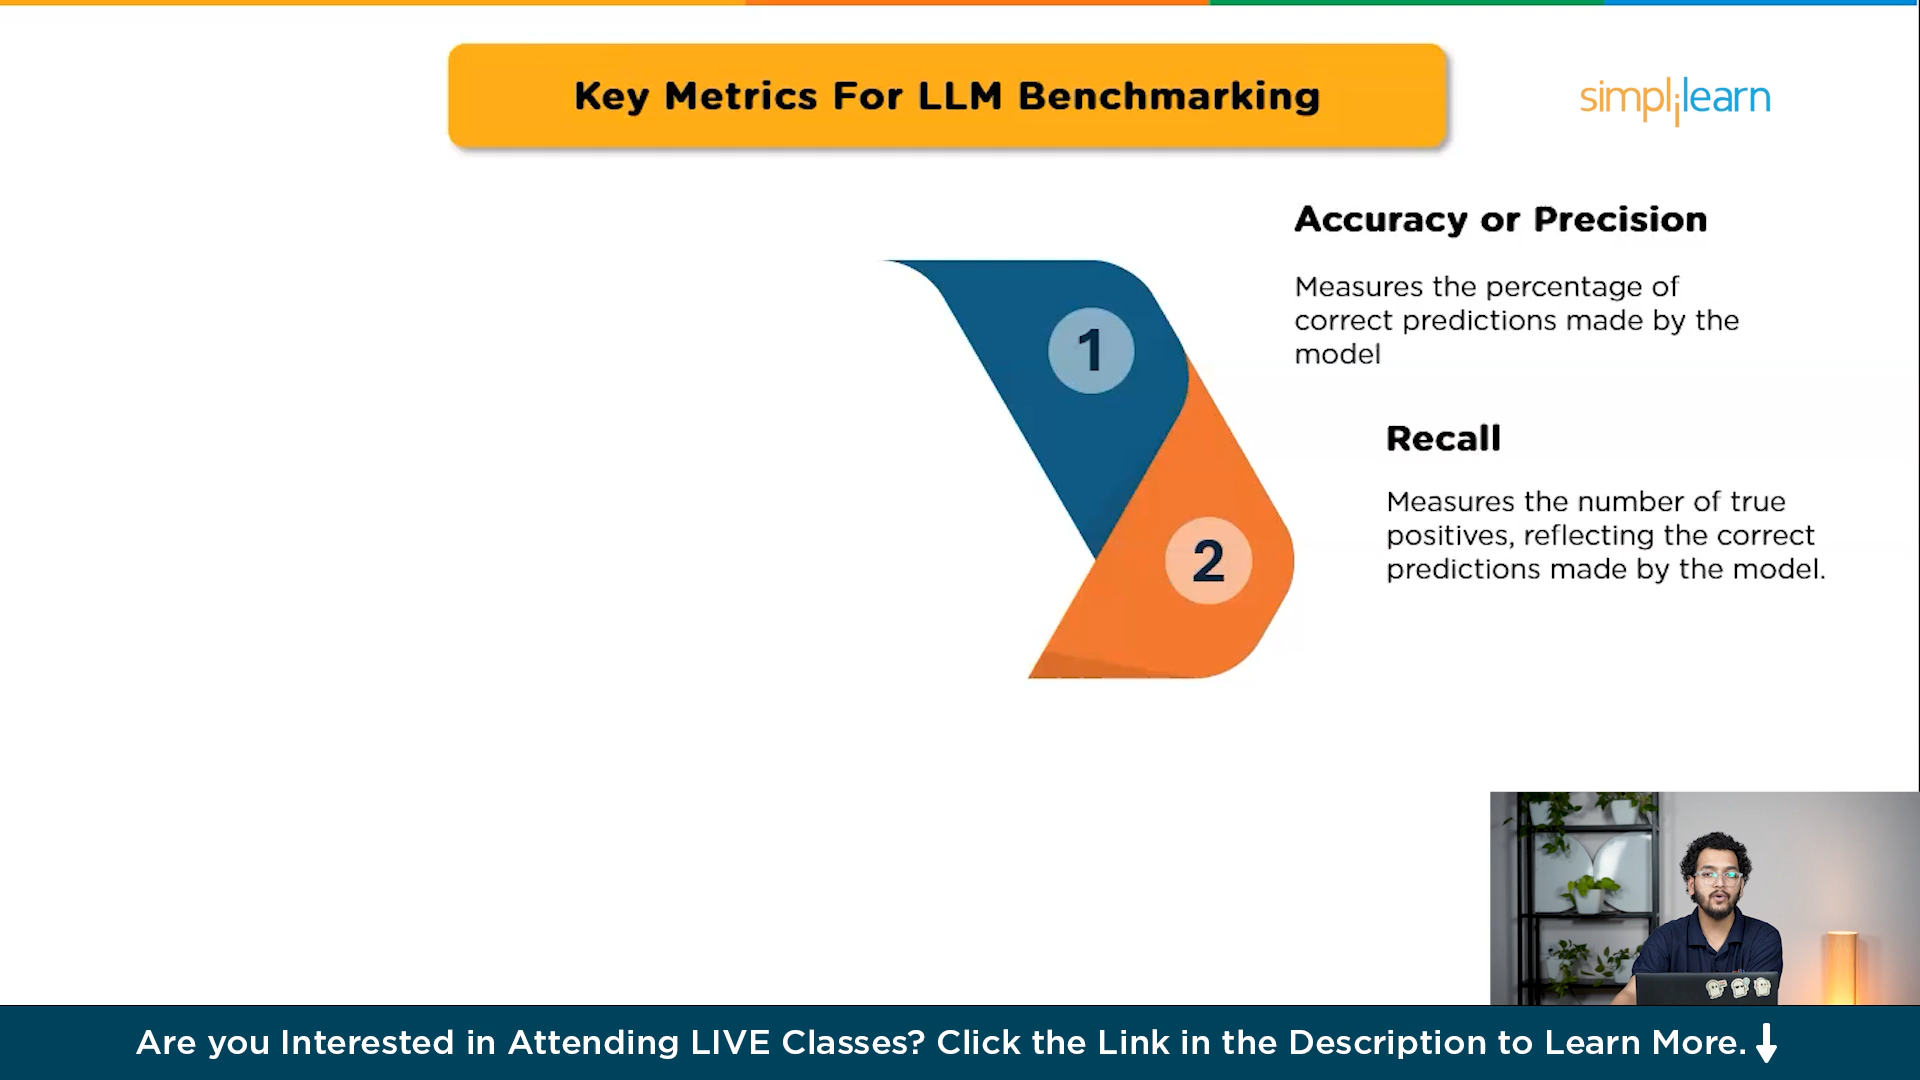 Key Metrics For LLM Benchmarking
simplilearn
Accuracy or Precision
Measures the percentage of
correct predictions made by the
model
1
Recall
Measures the number of true
positives, reflecting the correct
predictions made by the model.
2
Are you Interested in Attending LIVE Classes? Click the Link in the Description to Learn More.